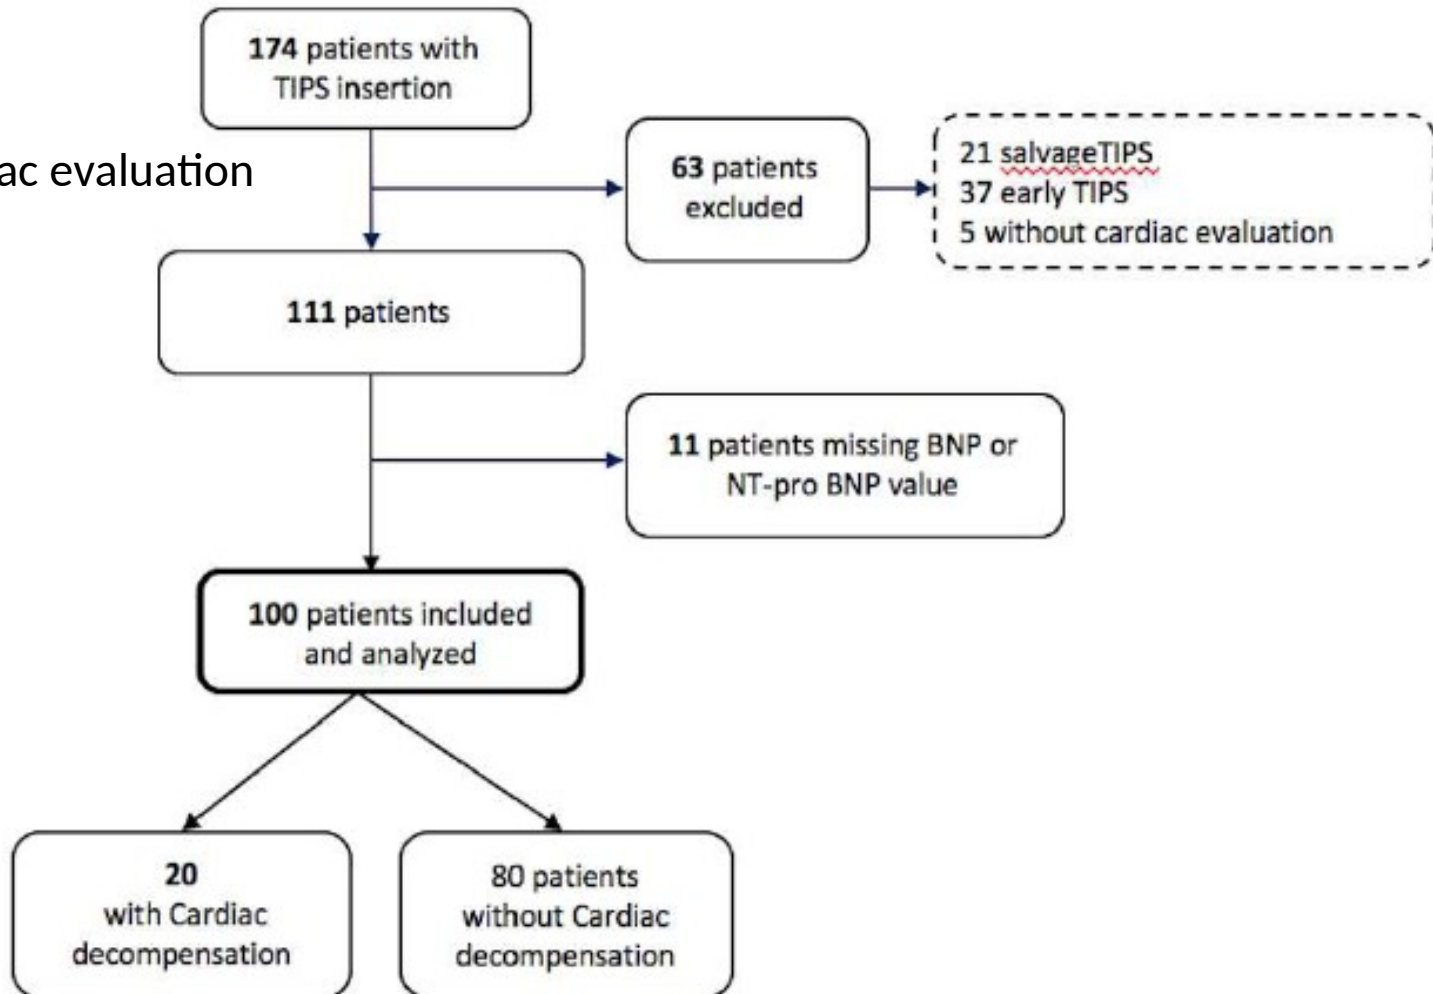 174 patients with
TIPS insertion
ac evaluation
63 patients
excluded
21 salvageTIPS
37 early TIPS
5 without cardiac evaluation
111 patients
11 patients missing BNP or
NT-pro BNP value
100 patients included
and analyzed
20
with Cardiac
decompensation
80 patients
without Cardiac
decompensation